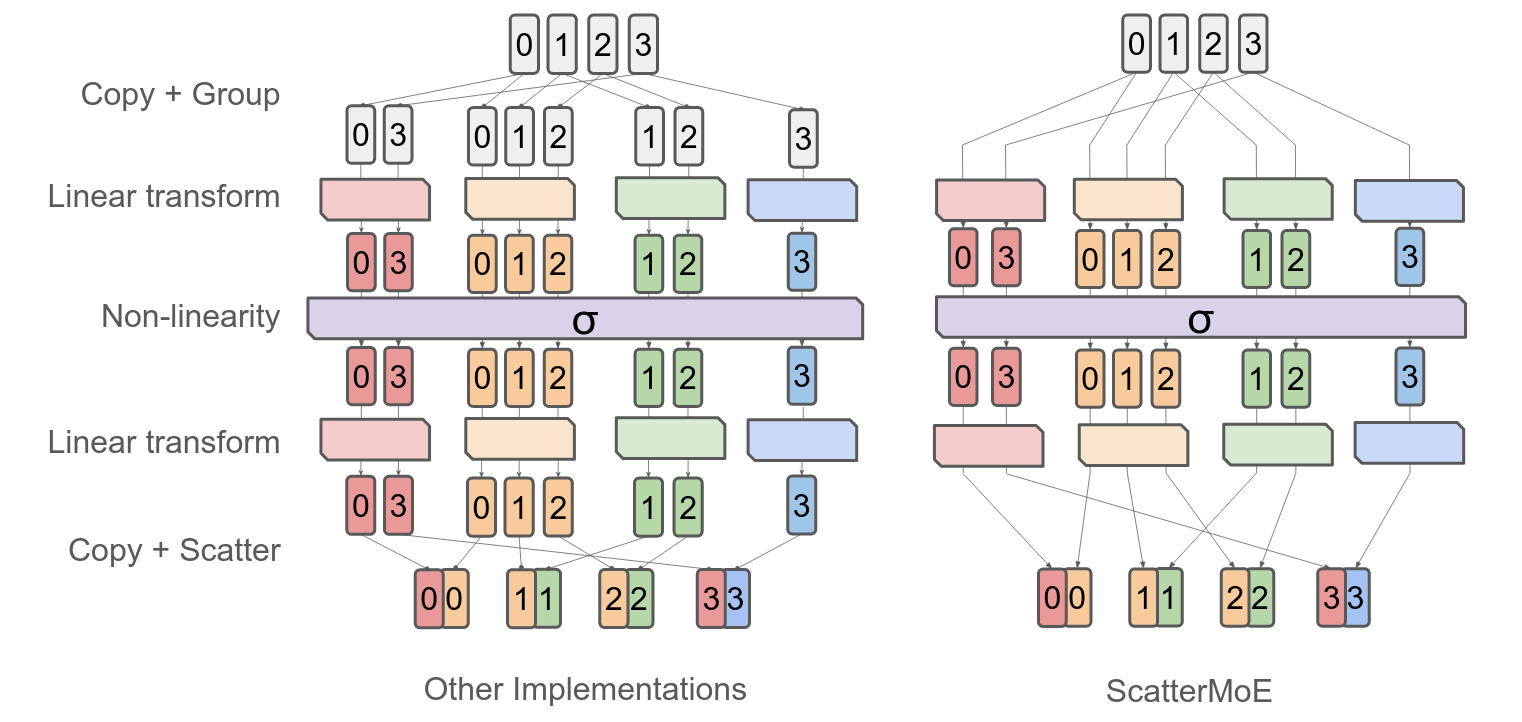 0 1 2 3 0 1 2 3
Copy + Group
0 3 0 1 2 1 2 3
Linear transform
0 3 0 1 2 1 2 3 0 3 0 1 2 1 2 3
Non-linearity σ σ
0 3 0 1 2 1 2 3 0 3 0 1 2 1 2 3
Linear transform
0 3 0 1 2 1 2 3
Copy + Scatter
0 0 1 1 2 2 3 3 0 0 1 1 2 2 3 3
Other Implementations ScatterMoE